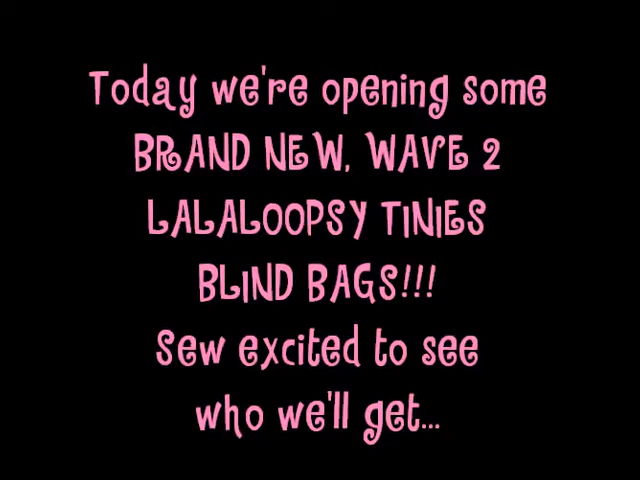 Today we're opening some
BRAND NEW, WAVE 2
LALALOOPSY TINIES
BLIND BAGS!!!
Sew excited to see
who we'll get...